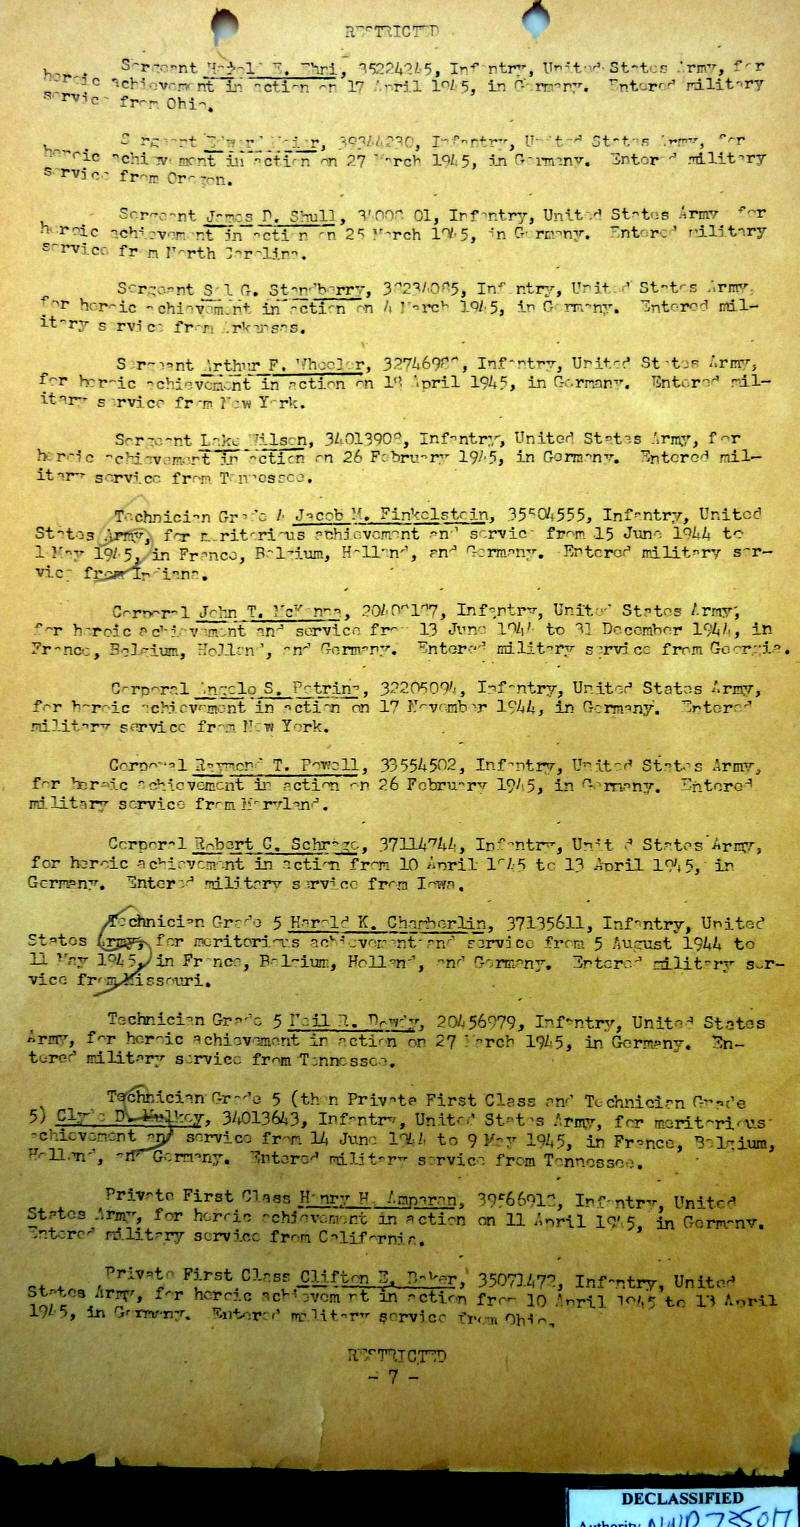 RESTRICTED
Sergeant 35224245, Infantry, United States Army, for
heroic achievement in action on 17 April 1945, in Germany. Entered military
service from Ohio.
Sergeant Infantry, United States Army, for
heroic achievement in action on 27 March 1945, in Germany. Entered military
service from Oregon.
Sergeant James D. Shull, Infantry, United States Army for
heroic achievement in action on 25 March 1945, in Germany. Entered military
service from North Carolina.
Sergeant G. Standberry, Infantry, United States Army,
for heroic achievement in action on 4 March 1945, in Germany. Entered mil-
itary service from Arkansas.
Sergeant Arthur F. Wheeler, Infantry, United States Army,
for heroic achievement in action on April 1945, in Germany. Entered mil-
itary service from New York.
Sergeant Lake Wilson, Infantry, United States Army, for
heroic achievement in action on 26 February 1945, in Germany. Entered mil-
itary service from Tennessee.
Technician Grade 4 Jacob M. Finkelstein, 35504555, Infantry, United
States Army, for meritorious achievement and service from 15 June 1944 to
1 May 1945, in France, Belgium, Holland, and Germany. Entered military ser-
vice from Indiana.
Corporal John T. Infantry, United States Army,
for heroic achievement and service from 13 June 1944 to 31 December 1944, in
France, Belgium, Holland, and Germany. Entered military service from Georgia.
Corporal Angelo S. Petrina, 32205094, Infantry, United States Army,
for heroic achievement in action on 17 November 1944, in Germany. Entered
military service from New York.
Corporal Raymond T. Powell, 33554502, Infantry, United States Army,
for heroic achievement in action on 26 February 1945, in Germany. Entered
military service from Maryland.
Corporal Robert C. 37114744, Infantry, United States Army,
for heroic achievement in action from 10 April 1945 to 13 April 1945, in
Germany. Entered military service from Iowa.
Technician Grade 5 Harold K. Chamberlin, 37135611, Infantry, United
States Army, for meritorious achievement and service from 5 August 1944 to
11 May 1945, in France, Belgium, Holland, and Germany. Entered military ser-
vice from Missouri.
Technician Grade 5 20456979, Infantry, United States
Army, for heroic achievement in action on 27 March 1945, in Germany. En-
tered military service from Tennessee.
Technician Grade 5 (then Private First Class and Technician Grade
5) Clyde D. Mulkey, 34013643, Infantry, United States Army, for meritorious
achievement and service from 14 June 1944 to 9 May 1945, in France, Belgium,
Holland, and Germany. Entered military service from Tennessee.
Private First Class Henry H. Amparan, Infantry, United
States Army, for heroic achievement in action on 11 April 1945, in Germany.
Entered military service from California.
Private First Class Clifton E. Baker, Infantry, United
States Army, for heroic achievement in action from 10 April 1945 to 13 April
1945, in Germany. Entered military service from Ohio.
RESTRICTED
- 7 -
DECLASSIFIED
Authority